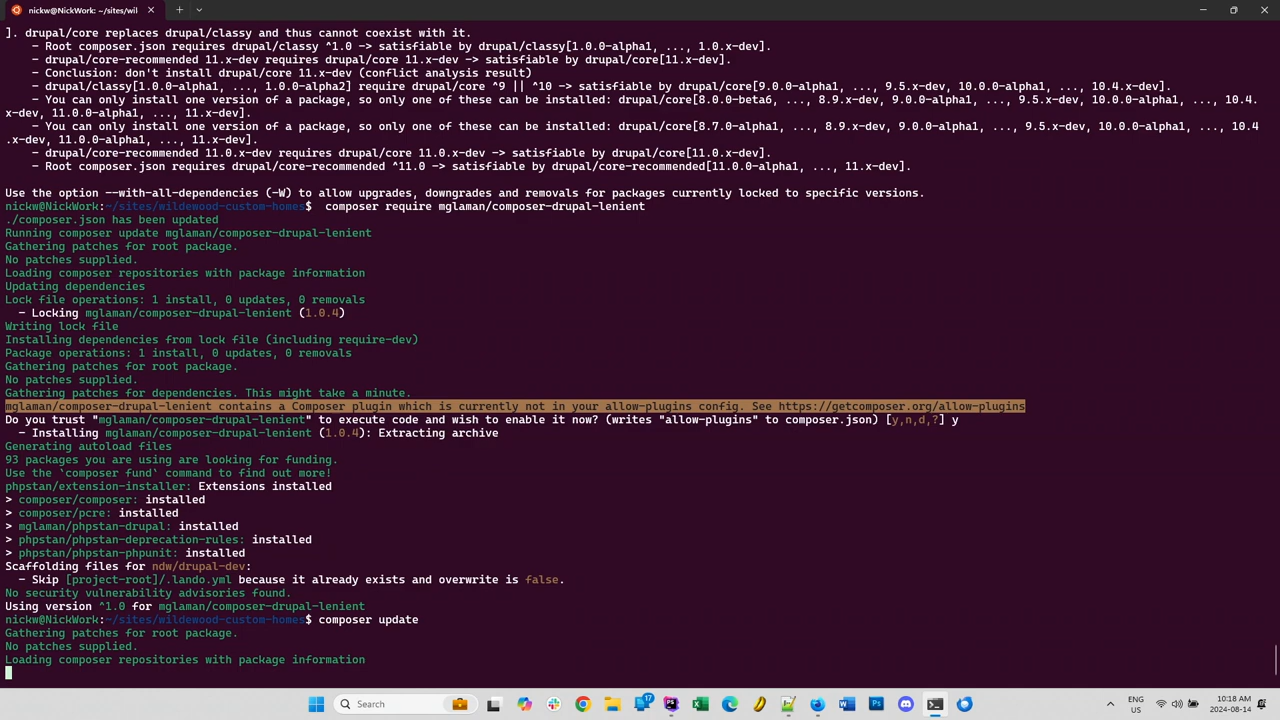 nickw@NickWork: ~/sites/wil
]. drupal/core replaces drupal/classy and thus cannot coexist with it.
- Root composer.json requires drupal/classy ^1.0 -> satisfiable by drupal/classy[1.0.0-alpha1, ..., 1.0.x-dev].
- drupal/core-recommended 11.x-dev requires drupal/core 11.x-dev -> satisfiable by drupal/core[11.x-dev].
- Conclusion: don't install drupal/core 11.x-dev (conflict analysis result)
- drupal/classy[1.0.0-alpha1, ..., 1.0.0-alpha2] require drupal/core ^9 || ^10 -> satisfiable by drupal/core[9.0.0-alpha1, ..., 9.5.x-dev, 10.0.0-alpha1, ..., 10.4.x-dev].
- You can only install one version of a package, so only one of these can be installed: drupal/core[8.0.0-beta6, ..., 8.9.x-dev, 9.0.0-alpha1, ..., 9.5.x-dev, 10.0.0-alpha1, ..., 10.4.
x-dev, 11.0.0-alpha1, ..., 11.x-dev].
- You can only install one version of a package, so only one of these can be installed: drupal/core[8.7.0-alpha1, ..., 8.9.x-dev, 9.0.0-alpha1, ..., 9.5.x-dev, 10.0.0-alpha1, ..., 10.4
.x-dev, 11.0.0-alpha1, ..., 11.x-dev].
- drupal/core-recommended 11.0.x-dev requires drupal/core 11.0.x-dev -> satisfiable by drupal/core[11.0.x-dev].
- Root composer.json requires drupal/core-recommended ^11.0 -> satisfiable by drupal/core-recommended[11.0.0-alpha1, ..., 11.x-dev].
Use the option --with-all-dependencies (-W) to allow upgrades, downgrades and removals for packages currently locked to specific versions.
nickw@NickWork:~/sites/wildewood-custom-homes$  composer require mglaman/composer-drupal-lenient
./composer.json has been updated
Running composer update mglaman/composer-drupal-lenient
Gathering patches for root package.
No patches supplied.
Loading composer repositories with package information
Updating dependencies
Lock file operations: 1 install, 0 updates, 0 removals
- Locking mglaman/composer-drupal-lenient (1.0.4)
Writing lock file
Installing dependencies from lock file (including require-dev)
Package operations: 1 install, 0 updates, 0 removals
Gathering patches for root package.
No patches supplied.
Gathering patches for dependencies. This might take a minute.
mglaman/composer-drupal-lenient contains a Composer plugin which is currently not in your allow-plugins config. See https://getcomposer.org/allow-plugins
Do you trust "mglaman/composer-drupal-lenient" to execute code and wish to enable it now? (writes "allow-plugins" to composer.json) [y,n,d,?] y
- Installing mglaman/composer-drupal-lenient (1.0.4): Extracting archive
Generating autoload files
93 packages you are using are looking for funding.
Use the `composer fund` command to find out more!
phpstan/extension-installer: Extensions installed
> composer/composer: installed
> composer/pcre: installed
> mglaman/phpstan-drupal: installed
> phpstan/phpstan-deprecation-rules: installed
> phpstan/phpstan-phpunit: installed
Scaffolding files for ndw/drupal-dev:
- Skip [project-root]/.lando.yml because it already exists and overwrite is false.
No security vulnerability advisories found.
Using version ^1.0 for mglaman/composer-drupal-lenient
nickw@NickWork:~/sites/wildewood-custom-homes$ composer update
Gathering patches for root package.
No patches supplied.
Loading composer repositories with package information
Search
17
ENG
US
10:18 AM
2024-08-14